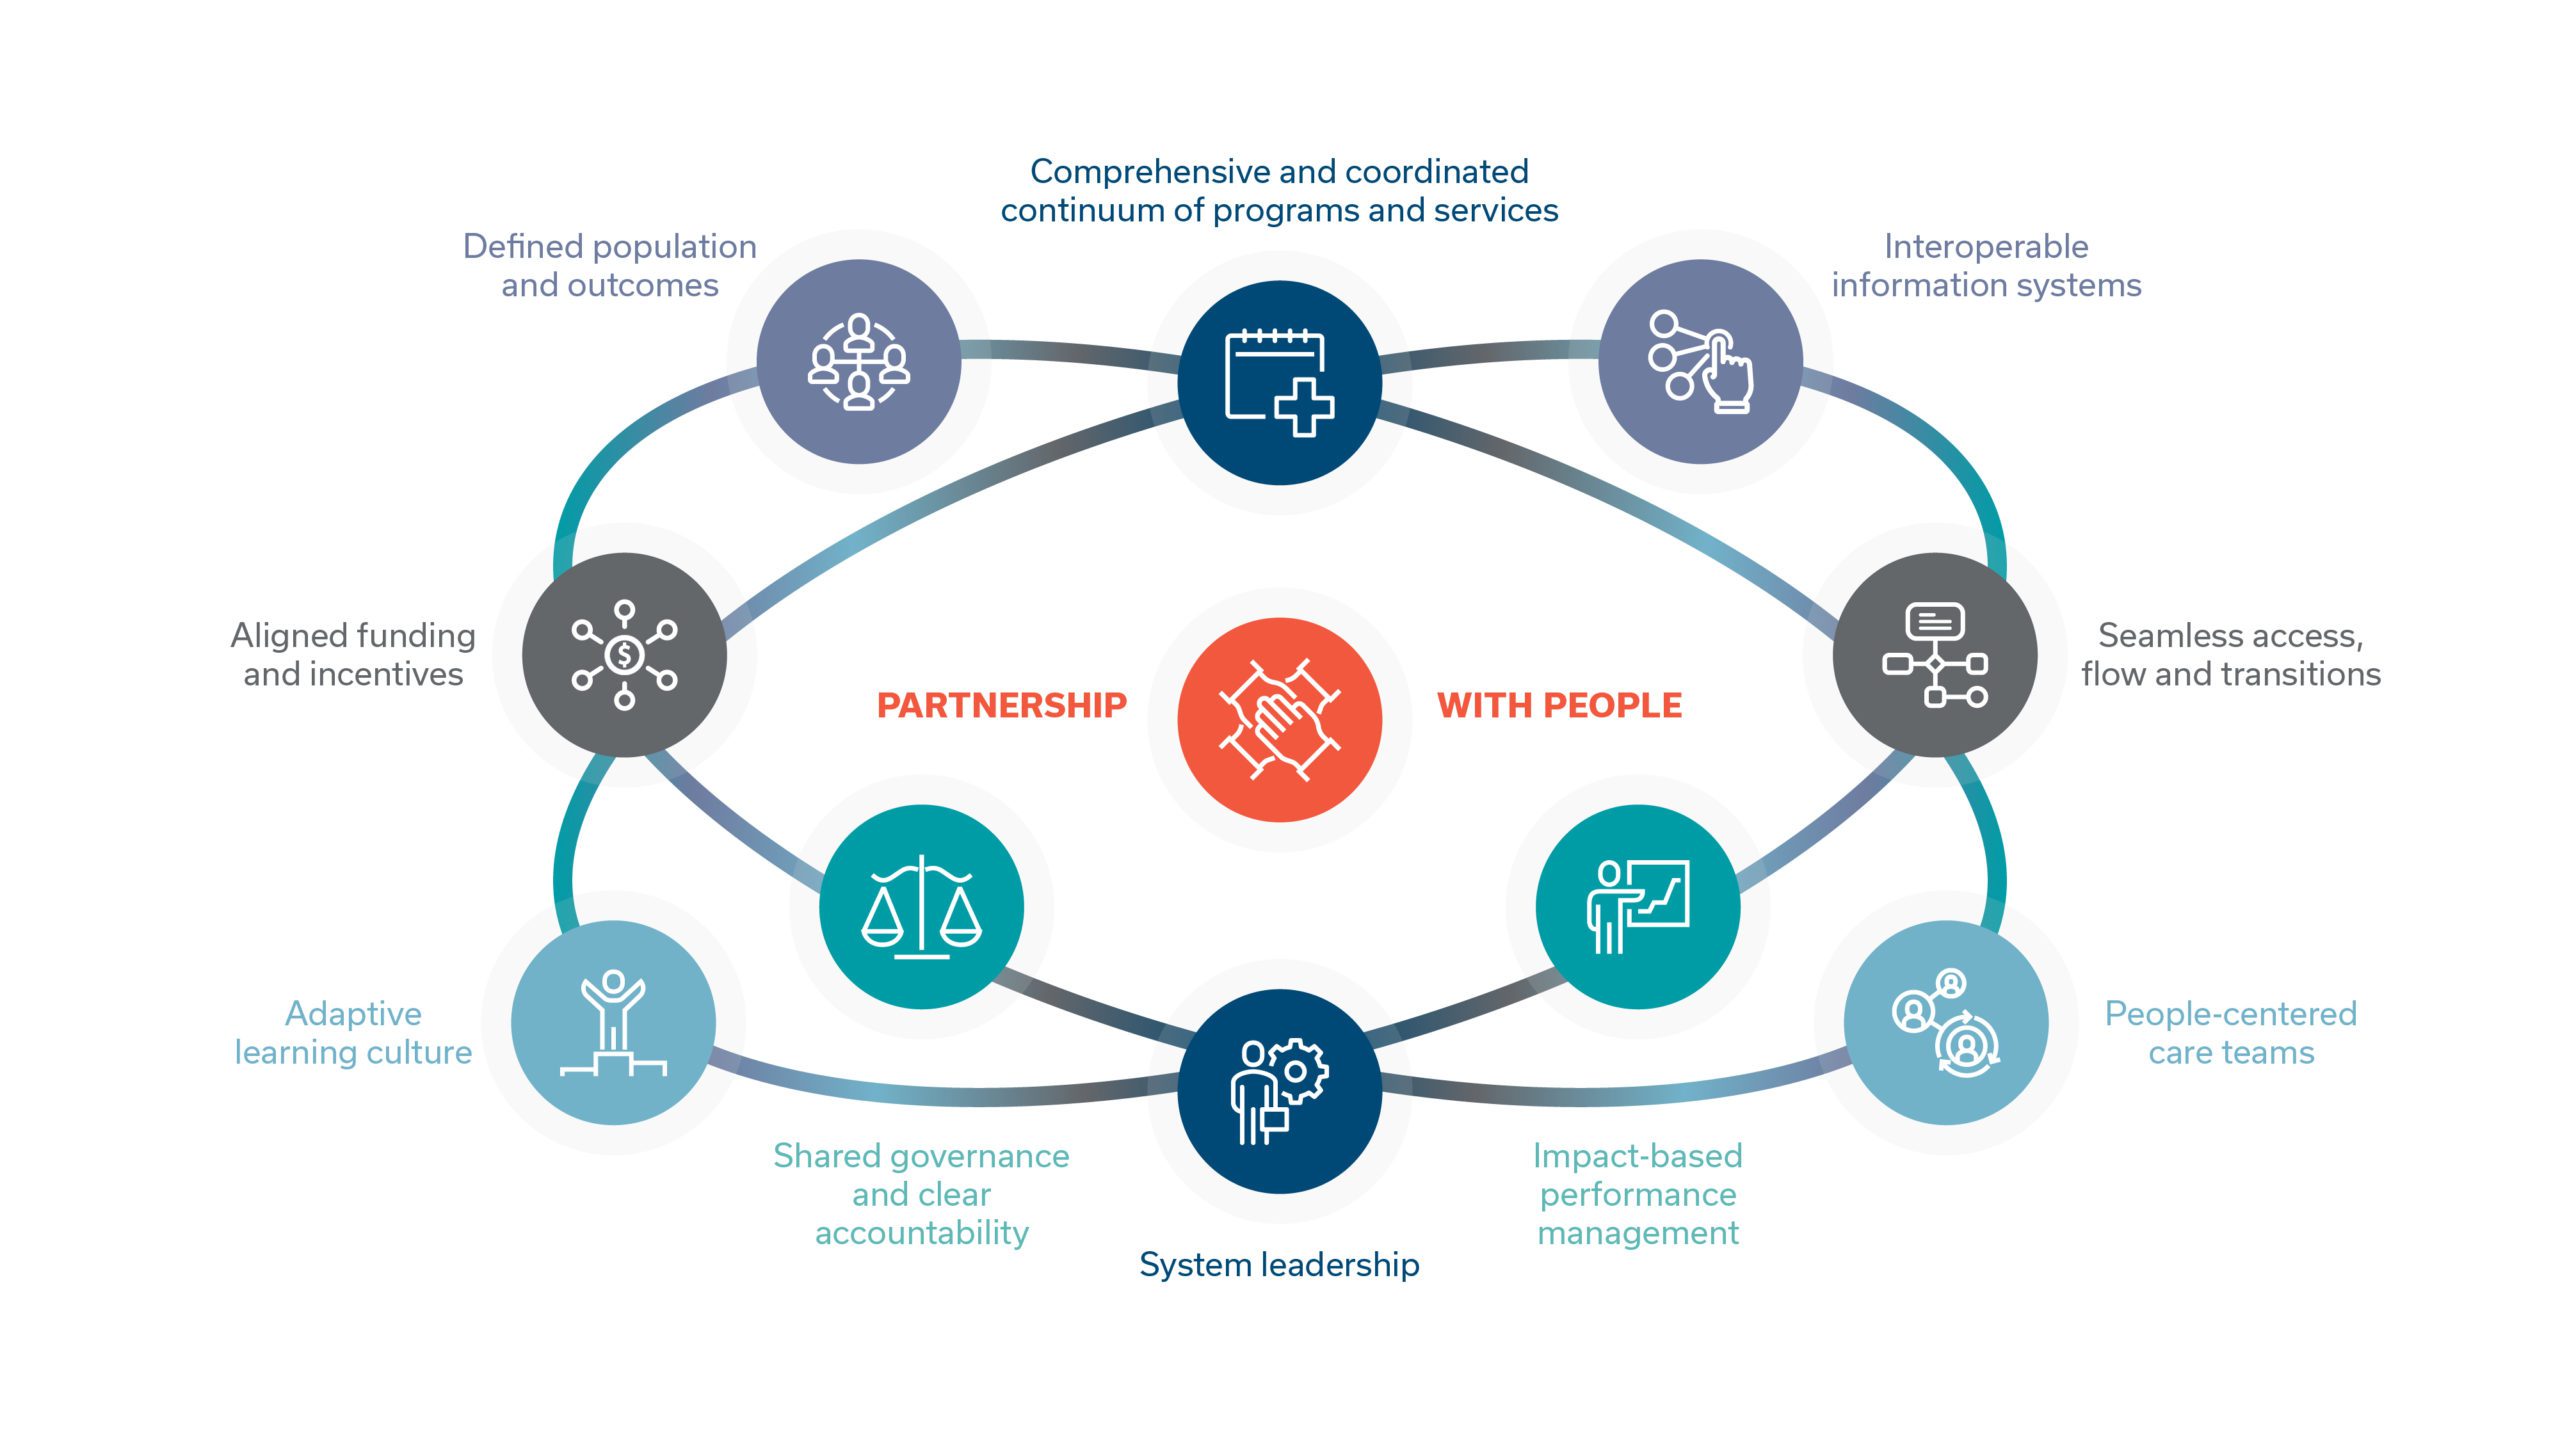 Comprehensive and coordinated
continuum of programs and services
Defined population
and outcomes
Interoperable
information systems
Aligned funding
and incentives
Seamless access,
flow and transitions
PARTNERSHIP
WITH PEOPLE
$
Adaptive
learning culture
People-centered
care teams
Shared governance
and clear
accountability
Impact-based
performance
management
System leadership